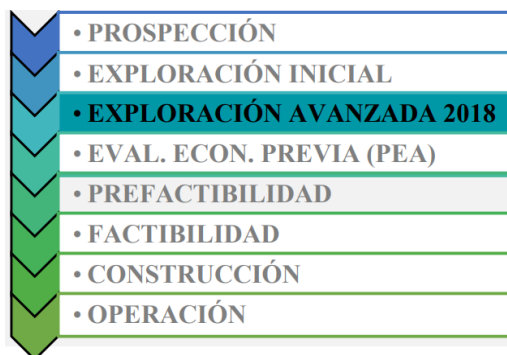 • PROSPECCIÓN
• EXPLORACIÓN INICIAL
• EXPLORACIÓN AVANZADA 2018
• EVAL. ECON. PREVIA (PEA)
• PREFACTIBILIDAD
• FACTIBILIDAD
• CONSTRUCCIÓN
• OPERACIÓN